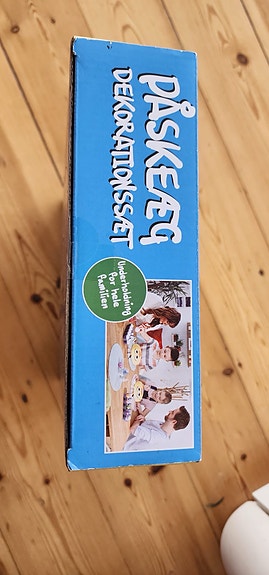 PÅSKEÆG
DEKORATIONSSÆT
Underholdning
for hele
familien